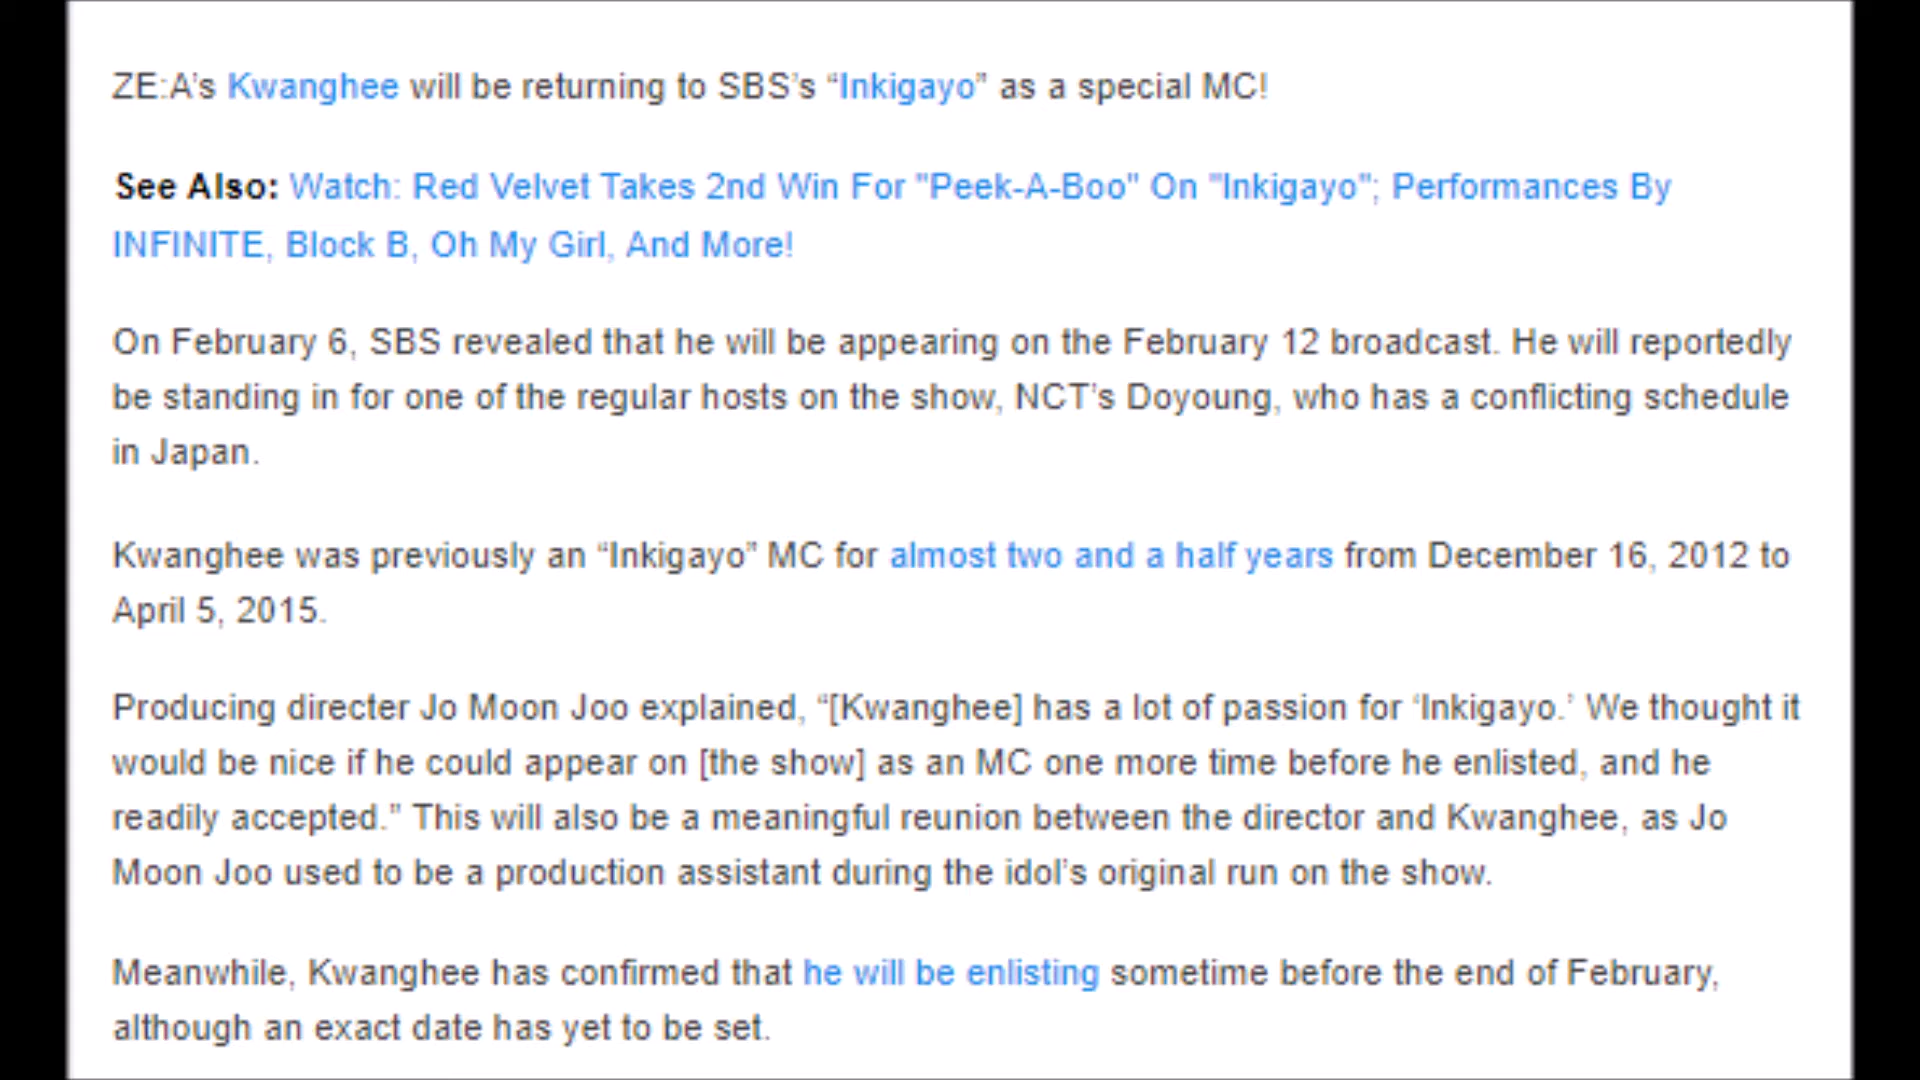 ZE:A’s Kwanghee will be returning to SBS’s “Inkigayo” as a special MC!
See Also: Watch: Red Velvet Takes 2nd Win For "Peek-A-Boo" On "Inkigayo"; Performances By
INFINITE, Block B, Oh My Girl, And More!
On February 6, SBS revealed that he will be appearing on the February 12 broadcast. He will reportedly
be standing in for one of the regular hosts on the show, NCT’s Doyoung, who has a conflicting schedule
in Japan.
Kwanghee was previously an “Inkigayo” MC for almost two and a half years from December 16, 2012 to
April 5, 2015.
Producing directer Jo Moon Joo explained, “[Kwanghee] has a lot of passion for ‘Inkigayo.’ We thought it
would be nice if he could appear on [the show] as an MC one more time before he enlisted, and he
readily accepted.” This will also be a meaningful reunion between the director and Kwanghee, as Jo
Moon Joo used to be a production assistant during the idol’s original run on the show.
Meanwhile, Kwanghee has confirmed that he will be enlisting sometime before the end of February,
although an exact date has yet to be set.